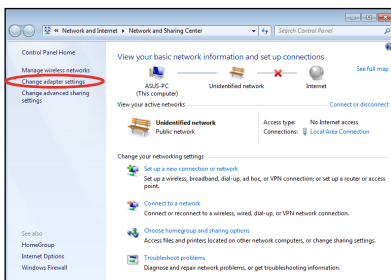 « Network and Internet ▸ Network and Sharing Center
Search Control Panel
Control Panel Home
Manage wireless networks
Change adapter settings
Change advanced sharing
settings
See also
HomeGroup
Internet Options
Windows Firewall
View your basic network information and set up connections
See full map
ASUS-PC
(This computer)
Unidentified network
Internet
View your active networks
Connect or disconnect
Unidentified network
Public network
Access type: No Internet access
Connections: Local Area Connection
Change your networking settings
Set up a new connection or network
Set up a wireless, broadband, dial-up, ad hoc, or VPN connection; or set up a router or access
point.
Connect to a network
Connect or reconnect to a wireless, wired, dial-up, or VPN network connection.
Choose homegroup and sharing options
Access files and printers located on other network computers, or change sharing settings.
Troubleshoot problems
Diagnose and repair network problems, or get troubleshooting information.